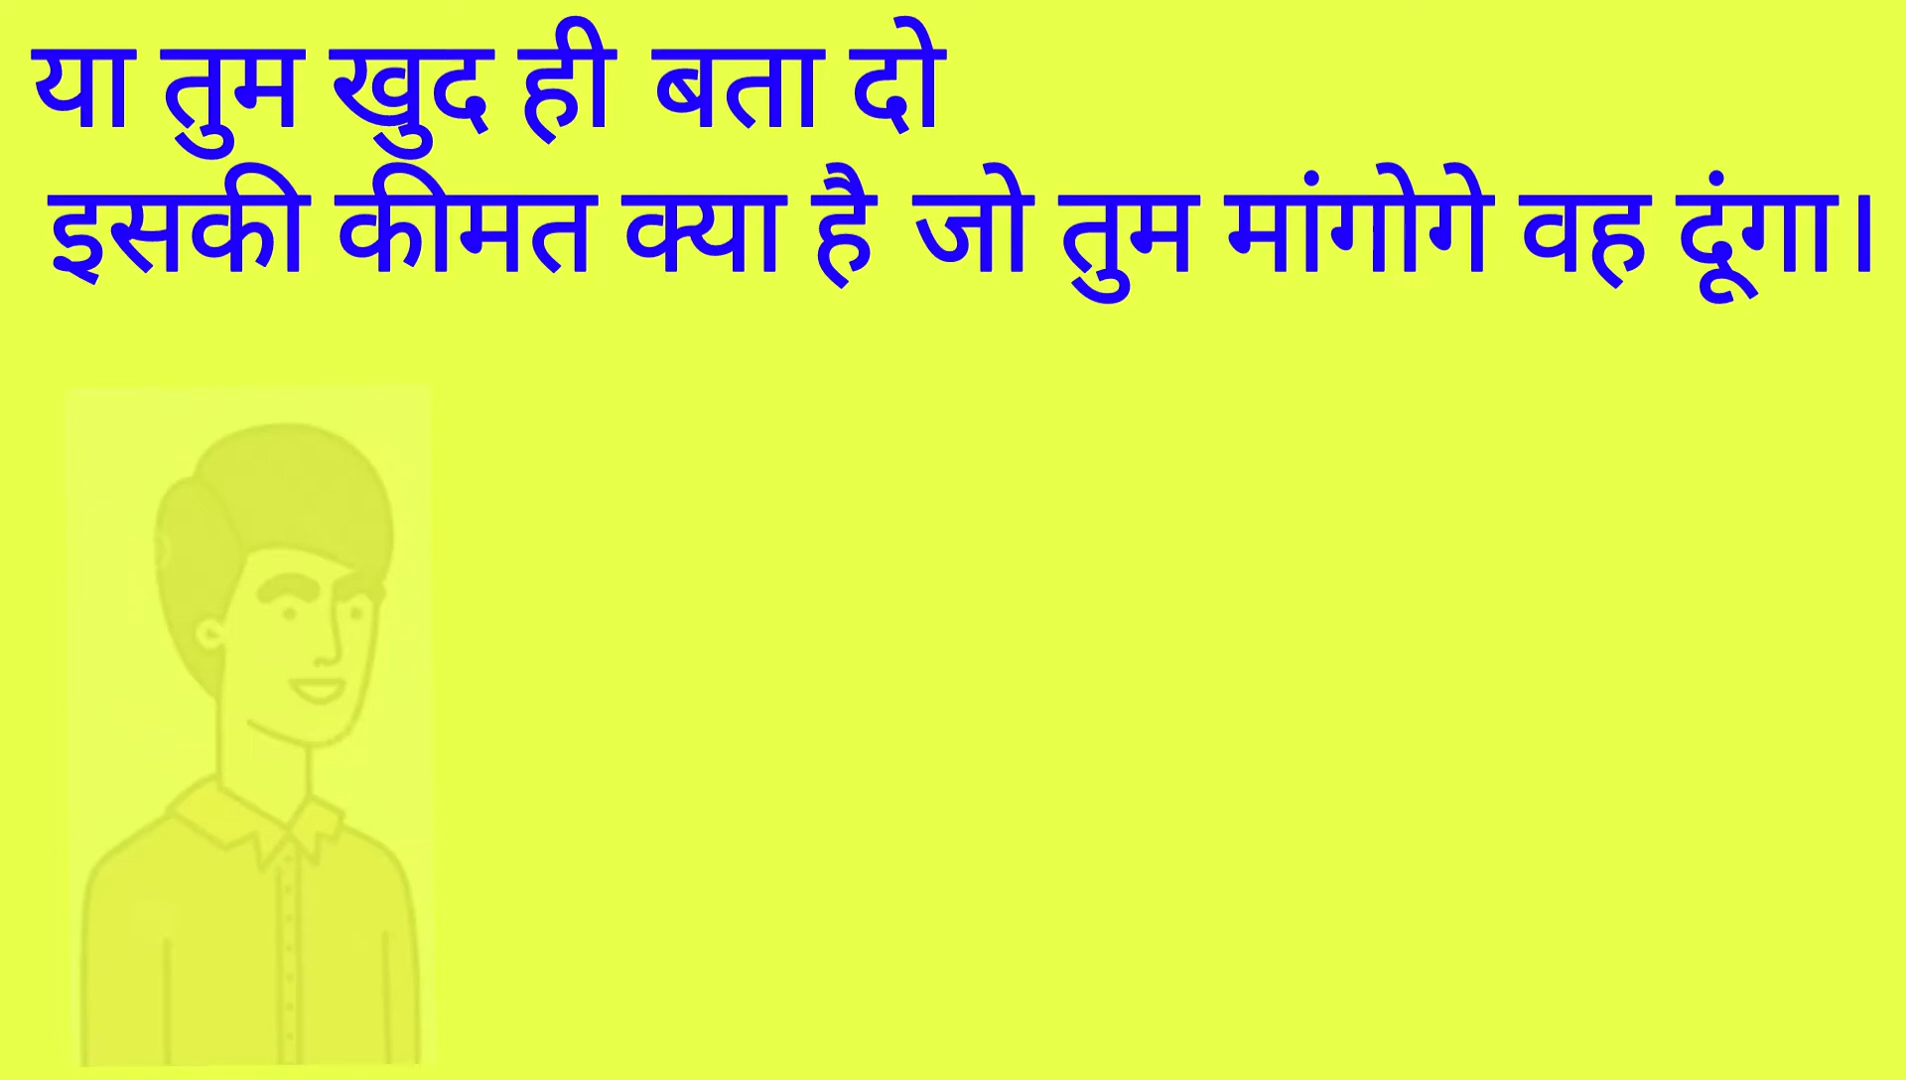 या तुम खुद ही बता दो
इसकी कीमत क्या है जो तुम मांगोगे वह दूंगा।